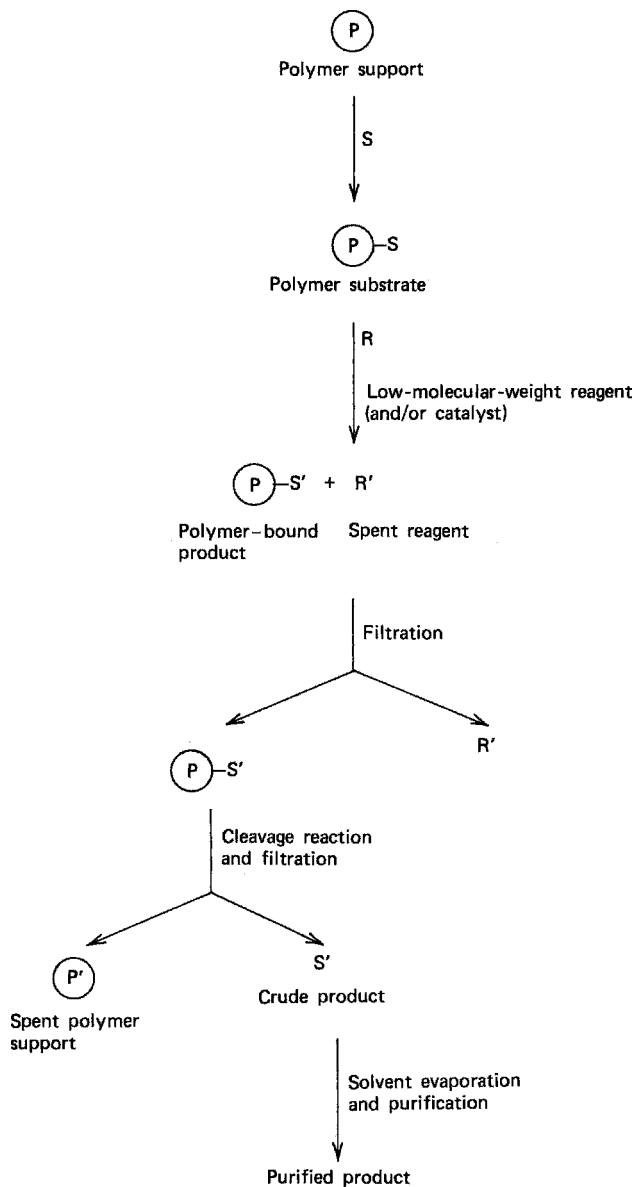 P
Polymer support
S
P–S
Polymer substrate
R
Low-molecular-weight reagent
(and/or catalyst)
P–S′ + R′
Polymer–bound Spent reagent
product
Filtration
P–S′ R′
Cleavage reaction
and filtration
P′ S′
Crude product
Spent polymer
support
Solvent evaporation
and purification
Purified product